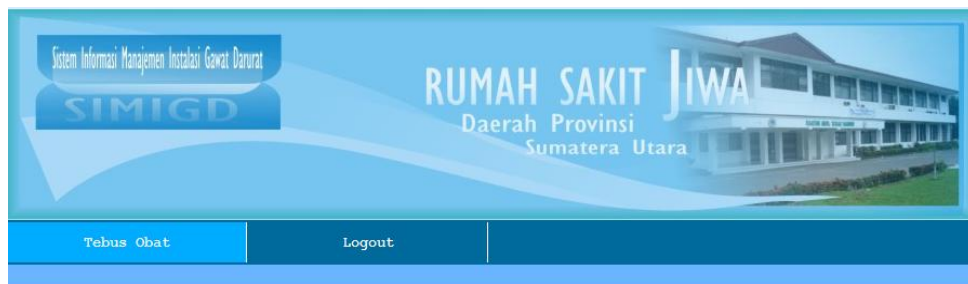 Sistem Informasi Manajemen Instalasi Gawat Darurat
SIMIGD
RUMAH SAKIT JIWA
Daerah Provinsi
Sumatera Utara
Tebus Obat
Logout